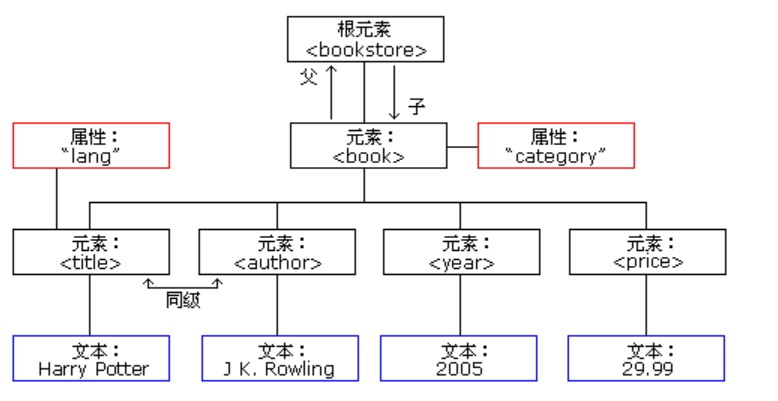 根元素
<bookstore>
父
子
属性：
“lang”
元素：
<book>
属性：
“category”
元素：
<title>
元素：
<author>
元素：
<year>
元素：
<price>
同级
文本：
Harry Potter
文本：
J K. Rowling
文本：
2005
文本：
29.99